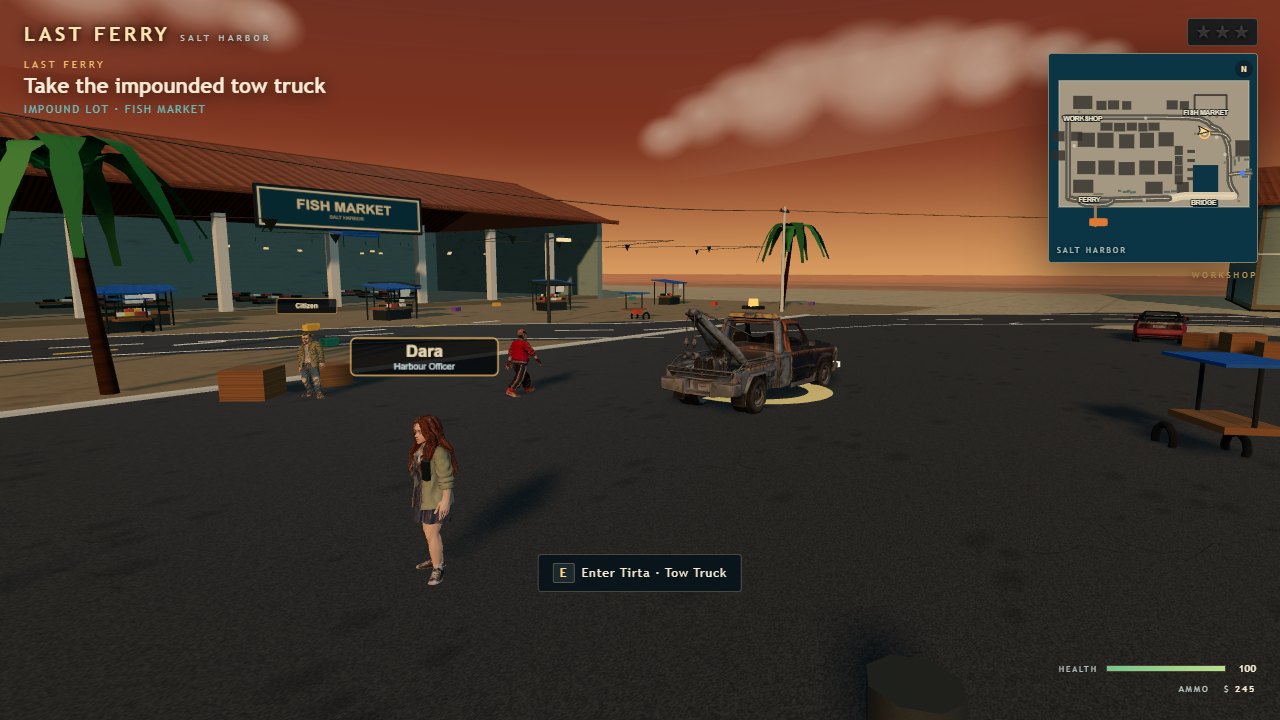 LAST FERRY SALT HARBOR
LAST FERRY
Take the impounded tow truck
IMPOUND LOT · FISH MARKET
N
FISH MARKET
WORKSHOP
FERRY
BRIDGE
SALT HARBOR
WORKSHOP
FISH MARKET
SALT HARBOR
Citizen
Dara
Harbour Officer
E Enter Tirta · Tow Truck
HEALTH 100
AMMO $ 245